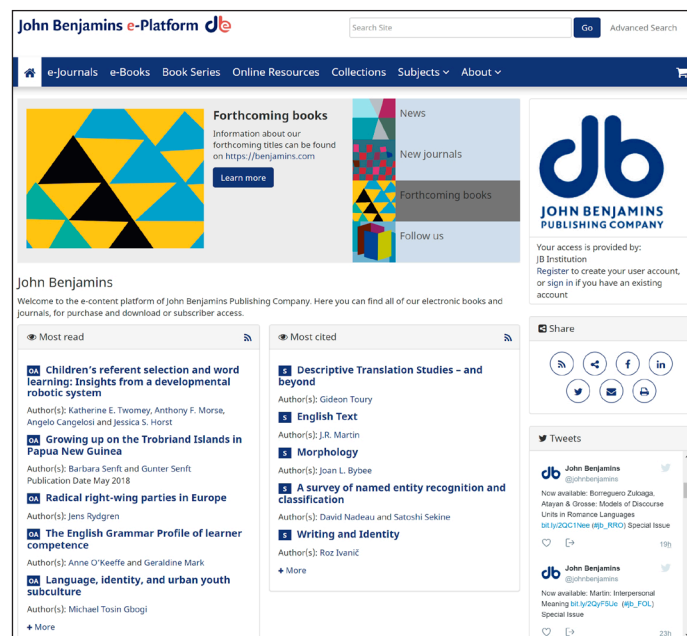 John Benjamins e-Platform
Search Site
Go
Advanced Search
e-Journals e-Books Book Series Online Resources Collections Subjects About
Forthcoming books
Information about our
forthcoming titles can be found
on https://benjamins.com
Learn more
News
New journals
Forthcoming books
Follow us
JOHN BENJAMINS
PUBLISHING COMPANY
Your access is provided by:
JB Institution
Register to create your user account,
or sign in if you have an existing
account
John Benjamins
Welcome to the e-content platform of John Benjamins Publishing Company. Here you can find all of our electronic books and
journals, for purchase and download or subscriber access.
Most read
OA Children's referent selection and word
learning: Insights from a developmental
robotic system
Author(s): Katherine E. Twomey, Anthony F. Morse,
Angelo Cangelosi and Jessica S. Horst
OA Growing up on the Trobriand Islands in
Papua New Guinea
Author(s): Barbara Senft and Gunter Senft
Publication Date May 2018
OA Radical right-wing parties in Europe
Author(s): Jens Rydgren
OA The English Grammar Profile of learner
competence
Author(s): Anne O'Keeffe and Geraldine Mark
OA Language, identity, and urban youth
subculture
Author(s): Michael Tosin Gbogi
+ More
Most cited
S Descriptive Translation Studies – and
beyond
Author(s): Gideon Toury
S English Text
Author(s): J.R. Martin
S Morphology
Author(s): Joan L. Bybee
S A survey of named entity recognition and
classification
Author(s): David Nadeau and Satoshi Sekine
S Writing and Identity
Author(s): Roz Ivanič
+ More
Share
Tweets
John Benjamins
@johnbenjamins
Now available: Borreguero Zuloaga,
Atayan & Grosse: Models of Discourse
Units in Romance Languages
bit.ly/2QC1Nee (#jb_RRO) Special Issue
19h
John Benjamins
@johnbenjamins
Now available: Martin: Interpersonal
Meaning bit.ly/2QyF5Ue (#jb_FOL)
Special Issue
23h